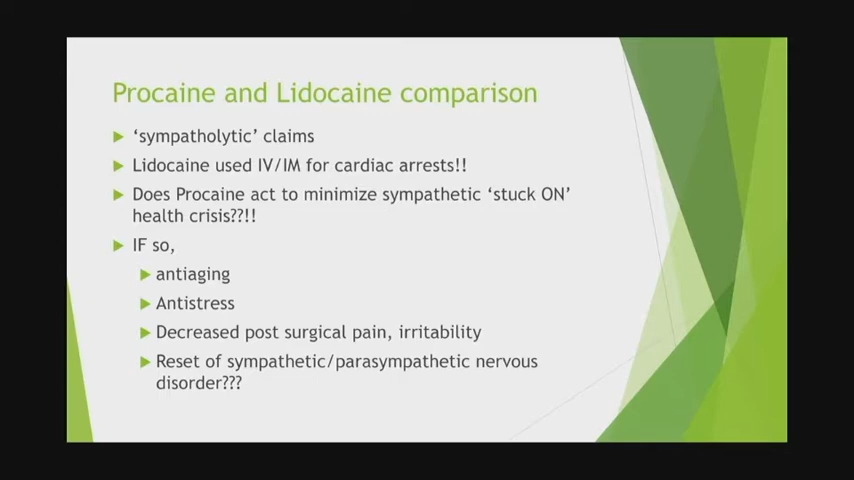 Procaine and Lidocaine comparison
‘sympatholytic’ claims
Lidocaine used IV/IM for cardiac arrests!!
Does Procaine act to minimize sympathetic ‘stuck ON’
health crisis??!!
IF so,
antiaging
Antistress
Decreased post surgical pain, irritability
Reset of sympathetic/parasympathetic nervous
disorder???